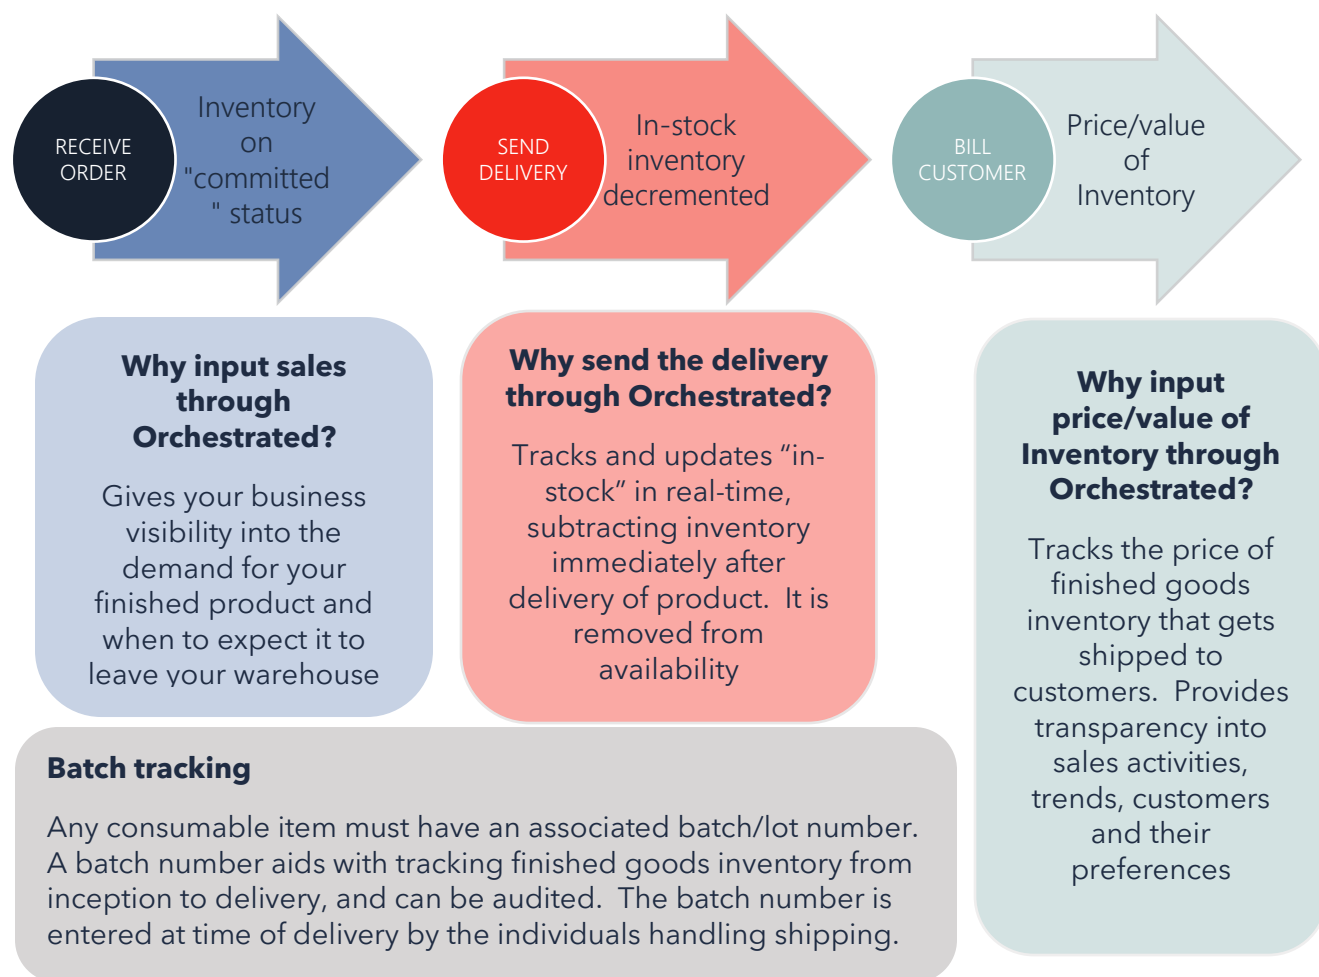 RECEIVE
ORDER
Inventory
on
"committed
" status
SEND
DELIVERY
In-stock
inventory
decremented
BILL
CUSTOMER
Price/value
of
Inventory
Why input sales
through
Orchestrated?
Gives your business
visibility into the
demand for your
finished product and
when to expect it to
leave your warehouse
Why send the delivery
through Orchestrated?
Tracks and updates “in-
stock” in real-time,
subtracting inventory
immediately after
delivery of product.  It is
removed from
availability
Why input
price/value of
Inventory through
Orchestrated?
Tracks the price of
finished goods
inventory that gets
shipped to
customers.  Provides
transparency into
sales activities,
trends, customers
and their
preferences
Batch tracking
Any consumable item must have an associated batch/lot number.
A batch number aids with tracking finished goods inventory from
inception to delivery, and can be audited.  The batch number is
entered at time of delivery by the individuals handling shipping.